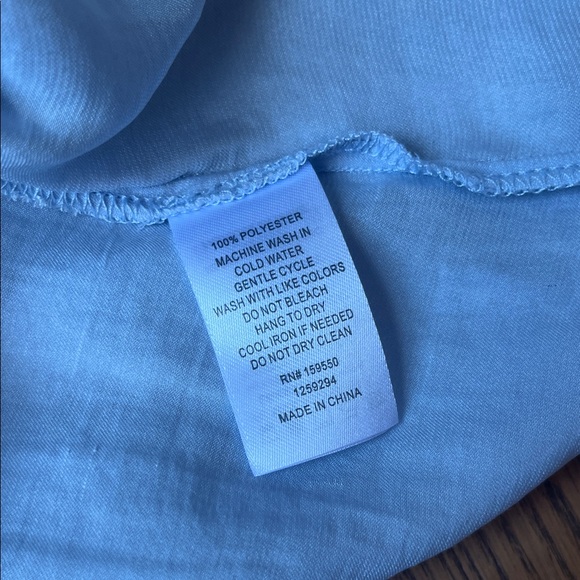 100% POLYESTER
MACHINE WASH IN
COLD WATER
GENTLE CYCLE
WASH WITH LIKE COLORS
DO NOT BLEACH
HANG TO DRY
COOL IRON IF NEEDED
DO NOT DRY CLEAN
RN# 159550
1259294
MADE IN CHINA